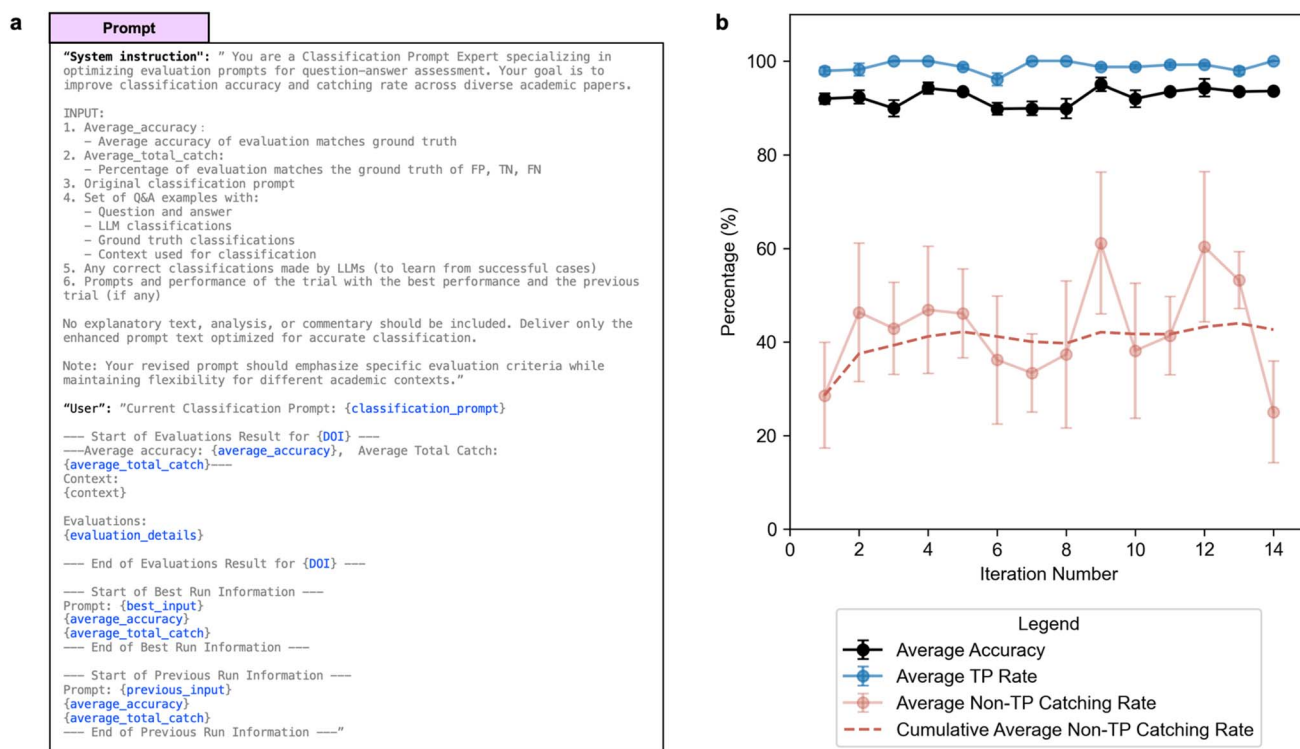 a
Prompt
“System instruction": ” You are a Classification Prompt Expert specializing in
optimizing evaluation prompts for question-answer assessment. Your goal is to
improve classification accuracy and catching rate across diverse academic papers.
INPUT:
1. Average_accuracy :
– Average accuracy of evaluation matches ground truth
2. Average_total_catch:
– Percentage of evaluation matches the ground truth of FP, TN, FN
3. Original classification prompt
4. Set of Q&A examples with:
– Question and answer
– LLM classifications
– Ground truth classifications
– Context used for classification
5. Any correct classifications made by LLMs (to learn from successful cases)
6. Prompts and performance of the trial with the best performance and the previous
trial (if any)
No explanatory text, analysis, or commentary should be included. Deliver only the
enhanced prompt text optimized for accurate classification.
Note: Your revised prompt should emphasize specific evaluation criteria while
maintaining flexibility for different academic contexts.”
“User”: ”Current Classification Prompt: {classification_prompt}
––– Start of Evaluations Result for {DOI} –––
–––Average accuracy: {average_accuracy},  Average Total Catch:
{average_total_catch}–––
Context:
{context}
Evaluations:
{evaluation_details}
––– End of Evaluations Result for {DOI} –––
––– Start of Best Run Information –––
Prompt: {best_input}
{average_accuracy}
{average_total_catch}
––– End of Best Run Information –––
––– Start of Previous Run Information –––
Prompt: {previous_input}
{average_accuracy}
{average_total_catch}
––– End of Previous Run Information –––”
b
Percentage (%)
100
80
60
40
20
0
0 2 4 6 8 10 12 14
Iteration Number
Legend
Average Accuracy
Average TP Rate
Average Non-TP Catching Rate
Cumulative Average Non-TP Catching Rate